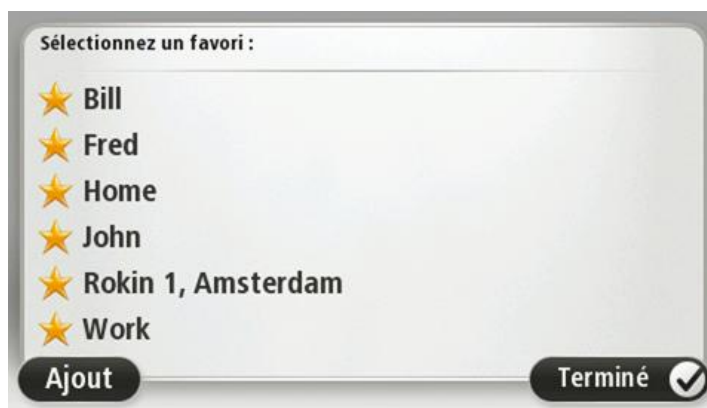 Sélectionnez un favori :
Bill
Fred
Home
John
Rokin 1, Amsterdam
Work
Ajout
Terminé